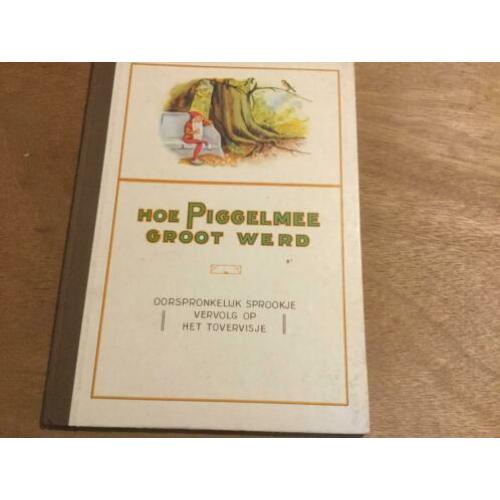 HOE PIGGELMEE
GROOT WERD
OORSPRONKELIJK SPROOKJE
VERVOLG OP
HET TOVERVISJE